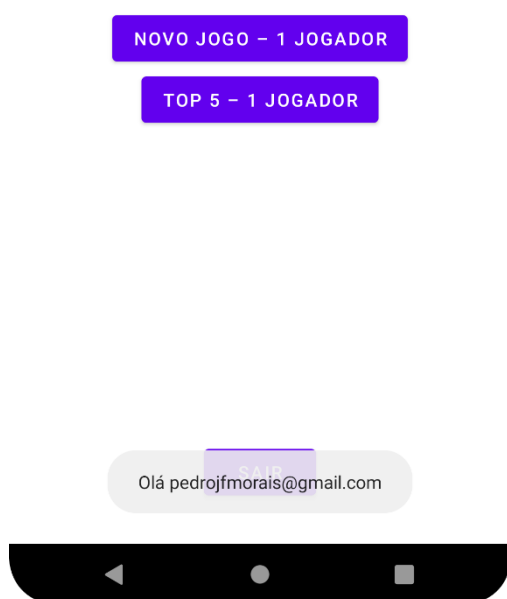 NOVO JOGO – 1 JOGADOR
TOP 5 – 1 JOGADOR
SAIR
Olá pedrojfmorais@gmail.com